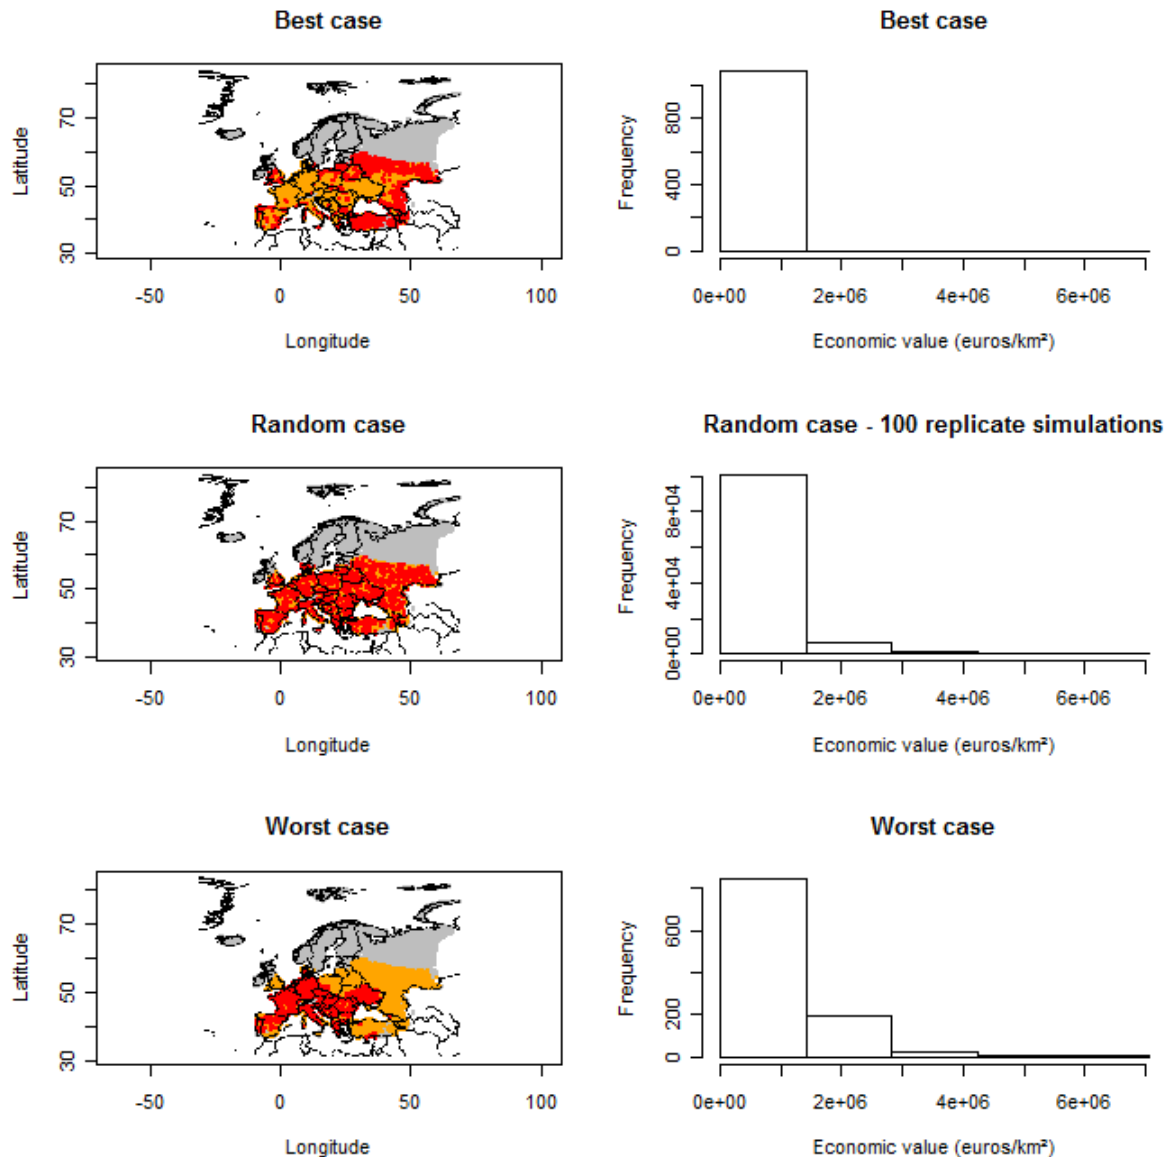 Best case
Latitude
70
50
30
-50 0 50 100
Longitude
Best case
Frequency
800
400
0
0e+00 2e+06 4e+06 6e+06
Economic value (euros/km²)
Random case
Latitude
70
50
30
-50 0 50 100
Longitude
Random case - 100 replicate simulations
Frequency
8e+04
4e+04
0e+00
0e+00 2e+06 4e+06 6e+06
Economic value (euros/km²)
Worst case
Latitude
70
50
30
-50 0 50 100
Longitude
Worst case
Frequency
600
200
0
0e+00 2e+06 4e+06 6e+06
Economic value (euros/km²)